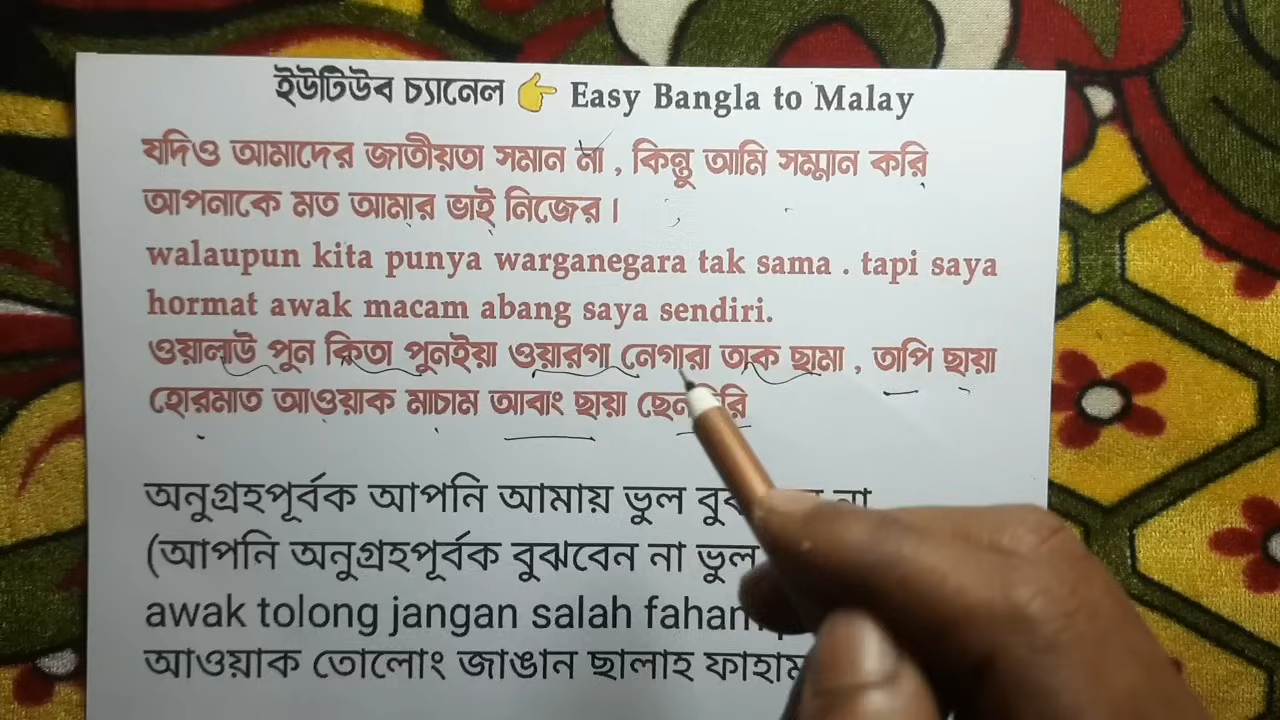 ইউটিউব চ্যানেল 👉 Easy Bangla to Malay
যদিও আমাদের জাতীয়তা সমান না , কিন্তু আমি সম্মান করি
আপনাকে মত আমার ভাই নিজের।
walaupun kita punya warganegara tak sama . tapi saya
hormat awak macam abang saya sendiri.
ওয়ালাউ পুন কিতা পুনইয়া ওয়ারগা নেগারা তাক ছামা , তাপি ছায়া
হোরমাত আওয়াক মাচাম আবাং ছায়া
অনুগ্রহপূর্বক আপনি আমায় ভুল না
(আপনি অনুগ্রহপূর্বক বুঝবেন না ভুল
awak tolong jangan salah faham
আওয়াক তোলোং জাঙান ছালাহ ফাহাম